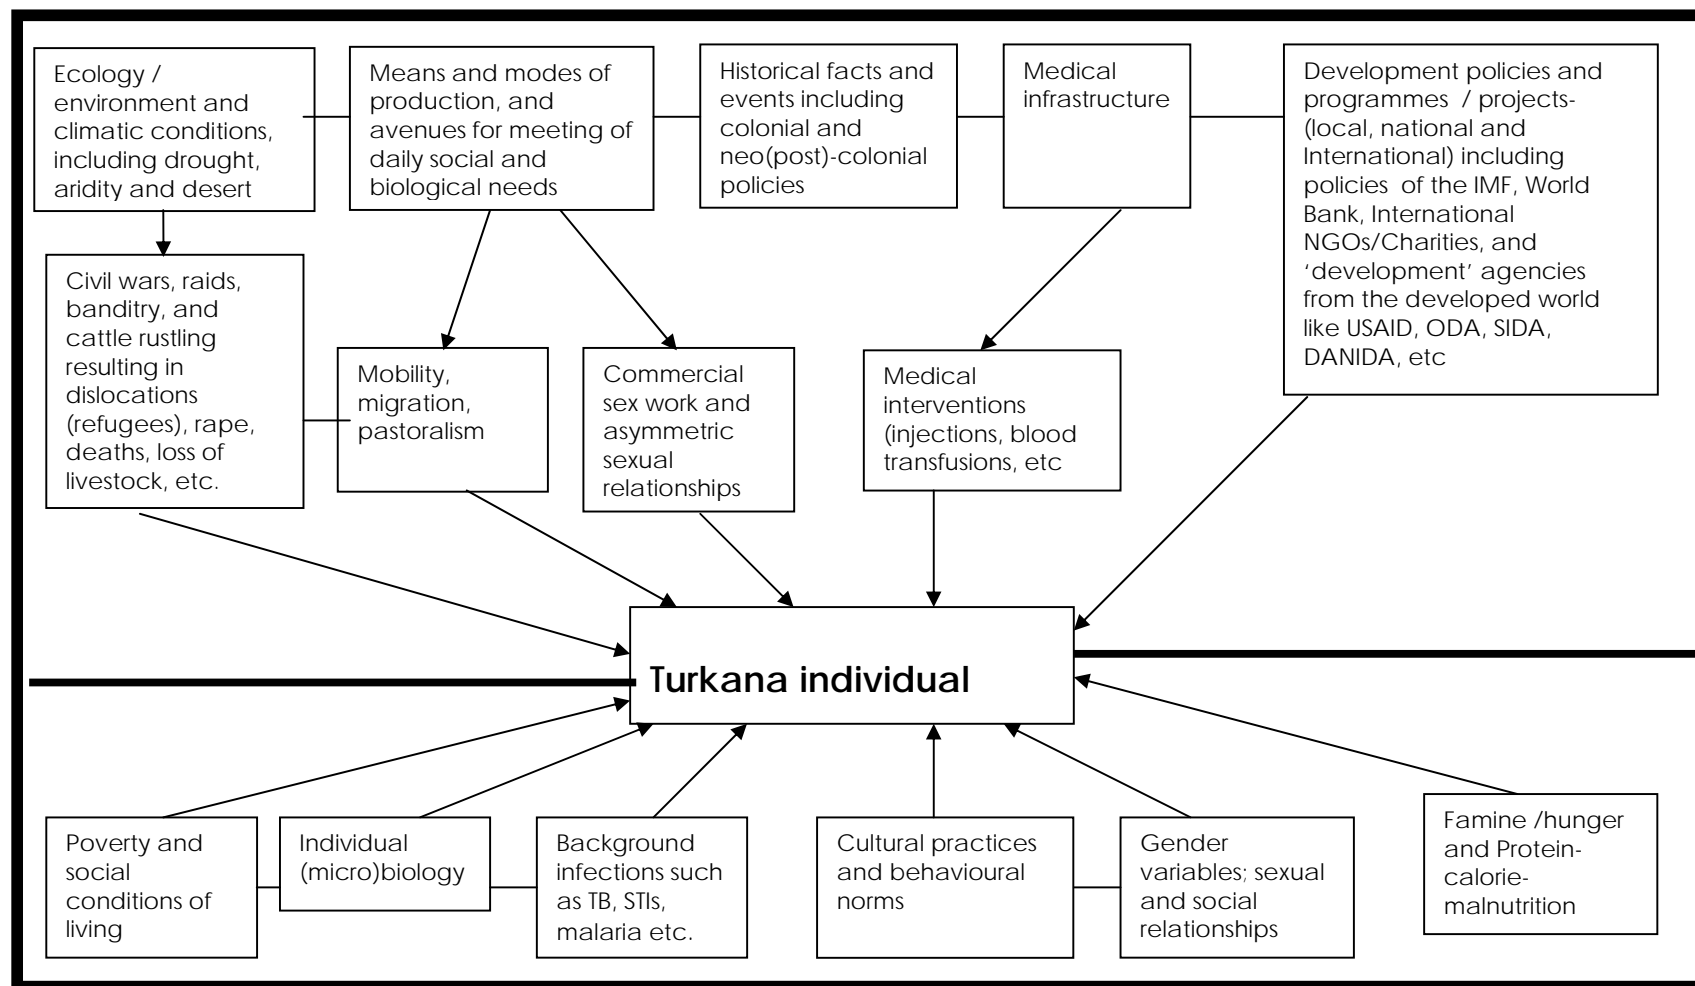 Ecology /
environment and
climatic conditions,
including drought,
aridity and desert
Means and modes of
production, and
avenues for meeting of
daily social and
biological needs
Historical facts and
events including
colonial and
neo(post)-colonial
policies
Medical
infrastructure
Development policies and
programmes / projects-
(local, national and
International) including
policies of the IMF, World
Bank, International
NGOs/Charities, and
‘development’ agencies
from the developed world
like USAID, ODA, SIDA,
DANIDA, etc
Civil wars, raids,
banditry, and
cattle rustling
resulting in
dislocations
(refugees), rape,
deaths, loss of
livestock, etc.
Mobility,
migration,
pastoralism
Commercial
sex work and
asymmetric
sexual
relationships
Medical
interventions
(injections, blood
transfusions, etc
Turkana individual
Poverty and
social
conditions of
living
Individual
(micro)biology
Background
infections such
as TB, STIs,
malaria etc.
Cultural practices
and behavioural
norms
Gender
variables; sexual
and social
relationships
Famine /hunger
and Protein-
calorie-
malnutrition